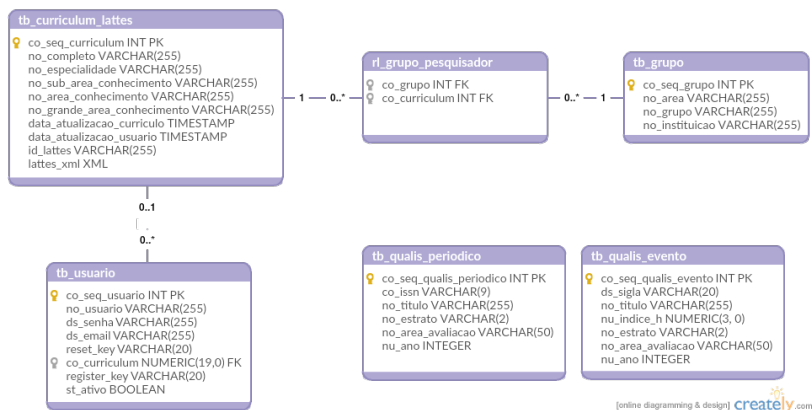 tb_curriculum_lattes
co_seq_curriculum INT PK
no_completo VARCHAR(255)
no_especialidade VARCHAR(255)
no_sub_area_conhecimento VARCHAR(255)
no_area_conhecimento VARCHAR(255)
no_grande_area_conhecimento VARCHAR(255)
data_atualizacao_curriculo TIMESTAMP
data_atualizacao_usuario TIMESTAMP
id_lattes VARCHAR(255)
lattes_xml XML
1
0..*
rl_grupo_pesquisador
co_grupo INT FK
co_curriculum INT FK
0..*
1
tb_grupo
co_seq_grupo INT PK
no_area VARCHAR(255)
no_grupo VARCHAR(255)
no_instituicao VARCHAR(255)
0..1
0..*
tb_usuario
co_seq_usuario INT PK
no_usuario VARCHAR(255)
ds_senha VARCHAR(255)
ds_email VARCHAR(255)
reset_key VARCHAR(20)
co_curriculum NUMERIC(19,0) FK
register_key VARCHAR(20)
st_ativo BOOLEAN
tb_qualis_periodico
co_seq_qualis_periodico INT PK
co_issn VARCHAR(9)
no_titulo VARCHAR(255)
no_estrato VARCHAR(2)
no_area_avaliacao VARCHAR(50)
nu_ano INTEGER
tb_qualis_evento
co_seq_qualis_evento INT PK
ds_sigla VARCHAR(20)
no_titulo VARCHAR(255)
nu_indice_h NUMERIC(3, 0)
no_estrato VARCHAR(2)
no_area_avaliacao VARCHAR(50)
nu_ano INTEGER
[online diagramming & design] creately.com